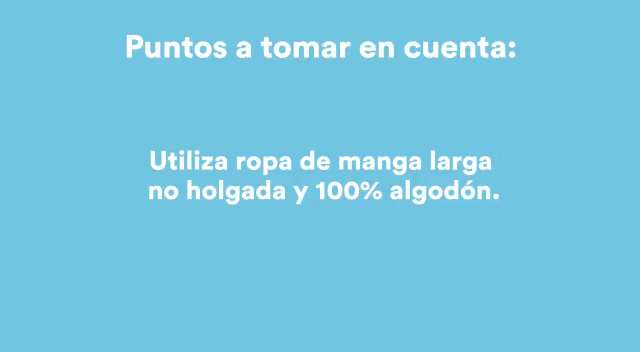 Puntos a tomar en cuenta:
Utiliza ropa de manga larga
no holgada y 100% algodón.